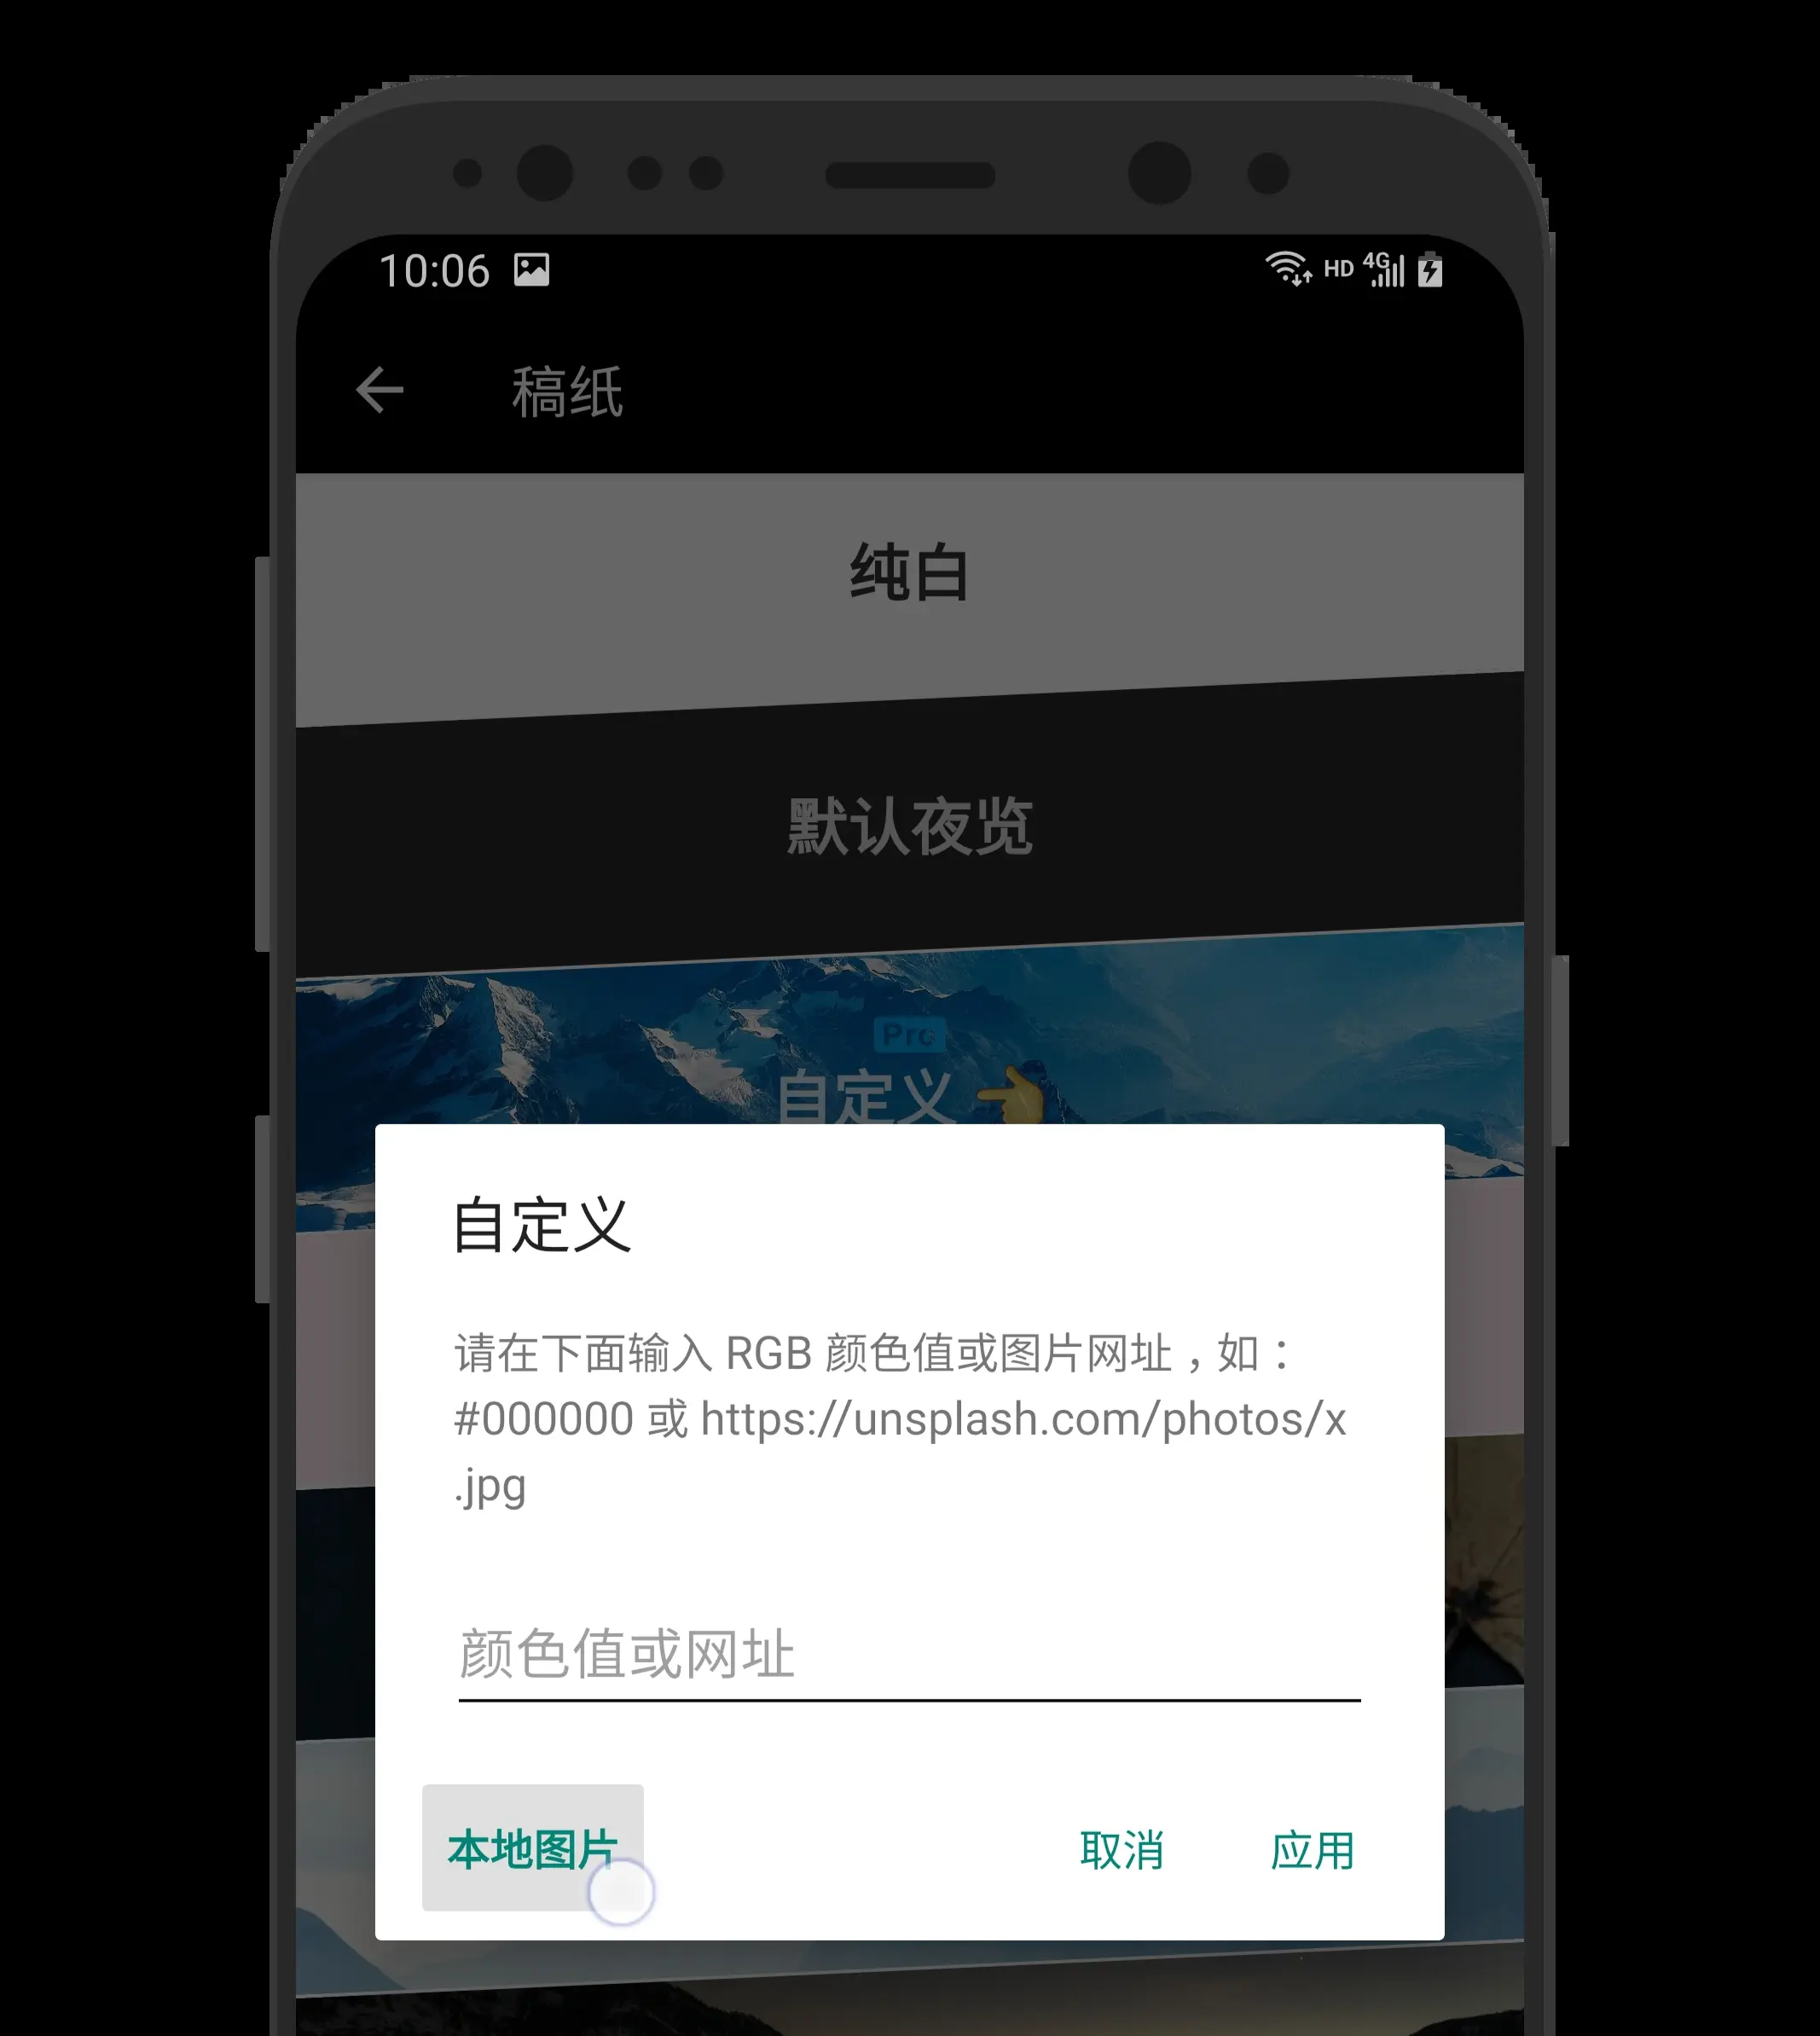 10:06 HD 4G
稿纸
纯白
默认夜览
Pro
自定义
自定义
请在下面输入 RGB 颜色值或图片网址，如：
#000000 或 https://unsplash.com/photos/x
.jpg
颜色值或网址
本地图片 取消 应用